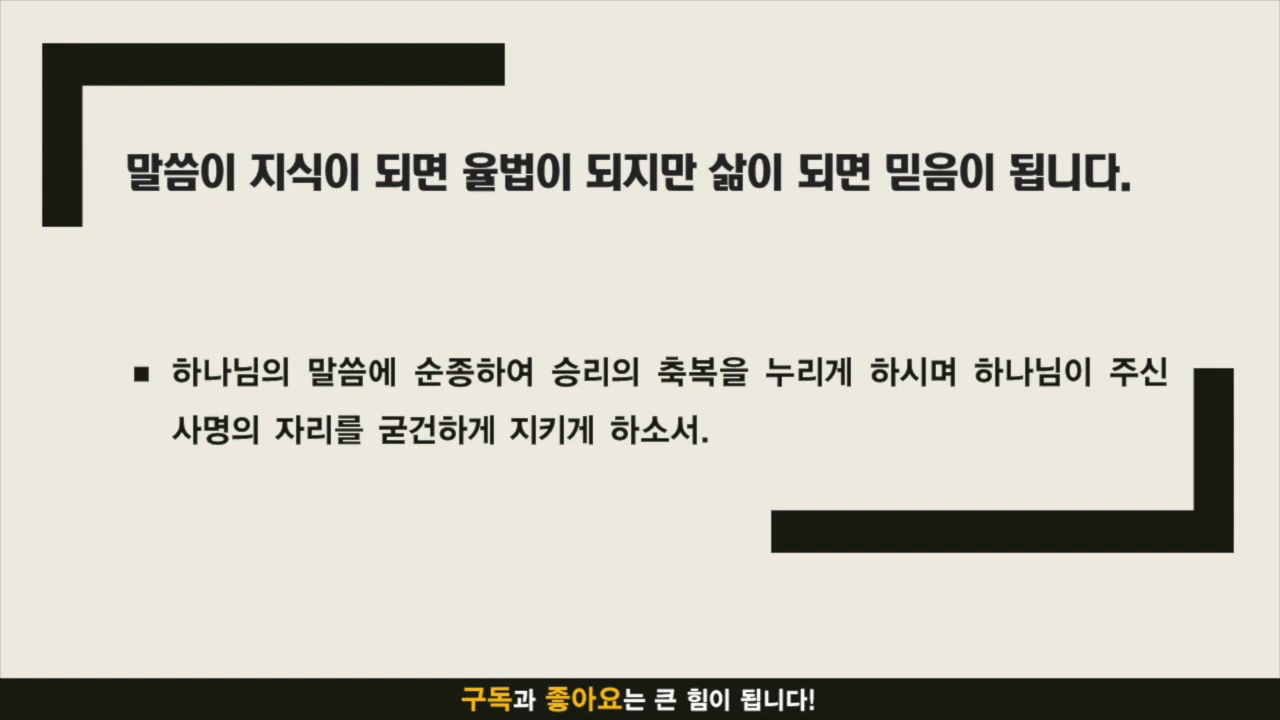 말씀이 지식이 되면 율법이 되지만 삶이 되면 믿음이 됩니다.
▪ 하나님의 말씀에 순종하여 승리의 축복을 누리게 하시며 하나님이 주신
사명의 자리를 굳건하게 지키게 하소서.
구독과 좋아요는 큰 힘이 됩니다!